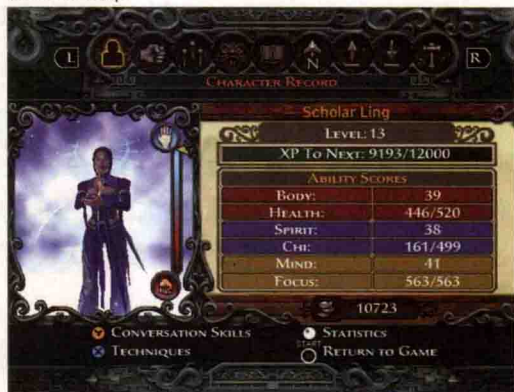 L
N
R
CHARACTER RECORD
Scholar Ling
LEVEL: 13
XP TO NEXT: 9193/12000
ABILITY SCORES
BODY: 39
HEALTH: 446/520
SPIRIT: 38
CHI: 161/499
MIND: 41
FOCUS: 563/563
10723
Y CONVERSATION SKILLS
STATISTICS
X TECHNIQUES
START
RETURN TO GAME